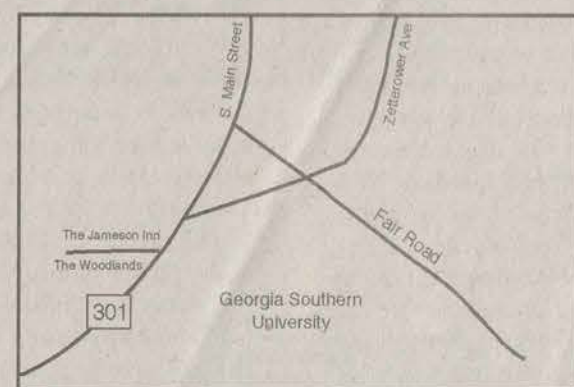 S. Main Street
Zetterower Ave
Fair Road
The Jameson Inn
The Woodlands
301
Georgia Southern
University